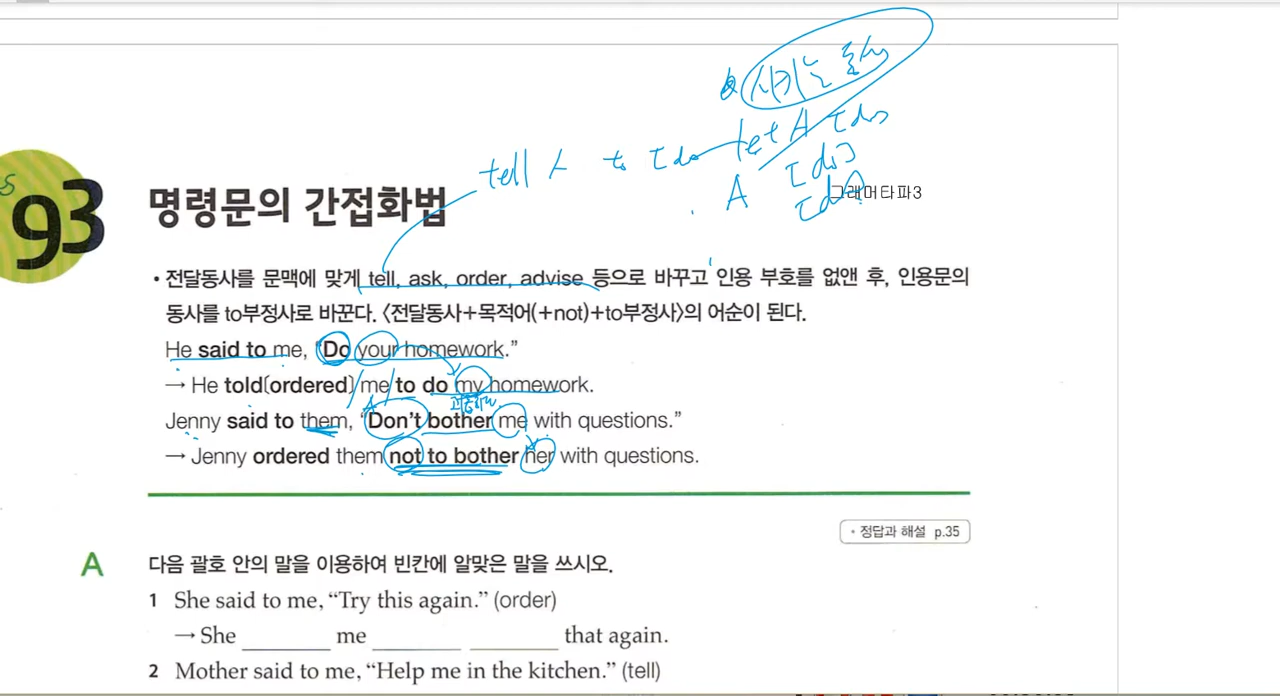 시키는 동사
tell A to do let A
A
그래머타파3
93 명령문의 간접화법
• 전달동사를 문맥에 맞게 tell, ask, order, advise 등으로 바꾸고 인용 부호를 없앤 후, 인용문의
동사를 to부정사로 바꾼다. 〈전달동사+목적어(+not)+to부정사〉의 어순이 된다.
He said to me, “Do your homework.”
→ He told(ordered) me to do my homework.
A
Jenny said to them, “Don’t bother me with questions.”
→ Jenny ordered them not to bother her with questions.
• 정답과 해설 p.35
A 다음 괄호 안의 말을 이용하여 빈칸에 알맞은 말을 쓰시오.
1 She said to me, “Try this again.” (order)
→ She ________ me ________ ________ that again.
2 Mother said to me, “Help me in the kitchen.” (tell)